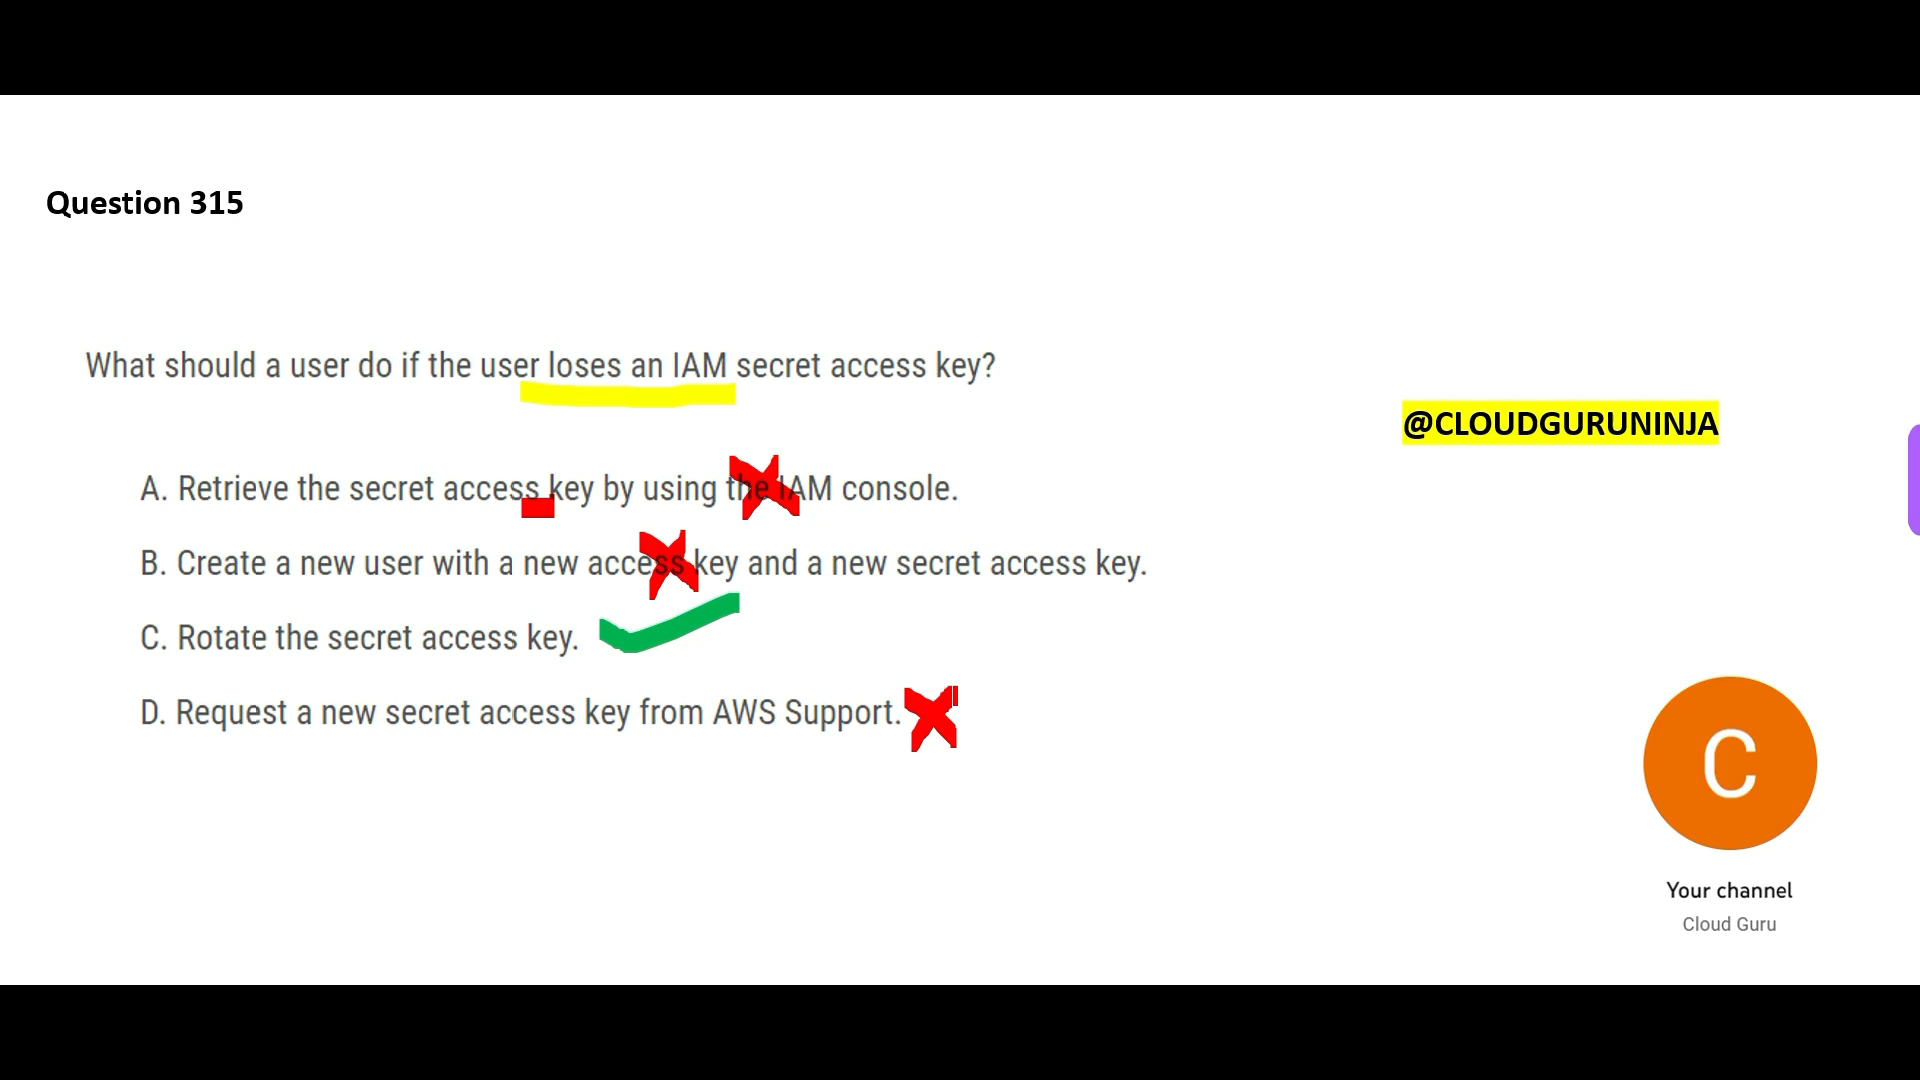 Question 315
What should a user do if the user loses an IAM secret access key?
@CLOUDGURUNINJA
A. Retrieve the secret access key by using the IAM console.
B. Create a new user with a new access key and a new secret access key.
C. Rotate the secret access key.
D. Request a new secret access key from AWS Support.
C
Your channel
Cloud Guru